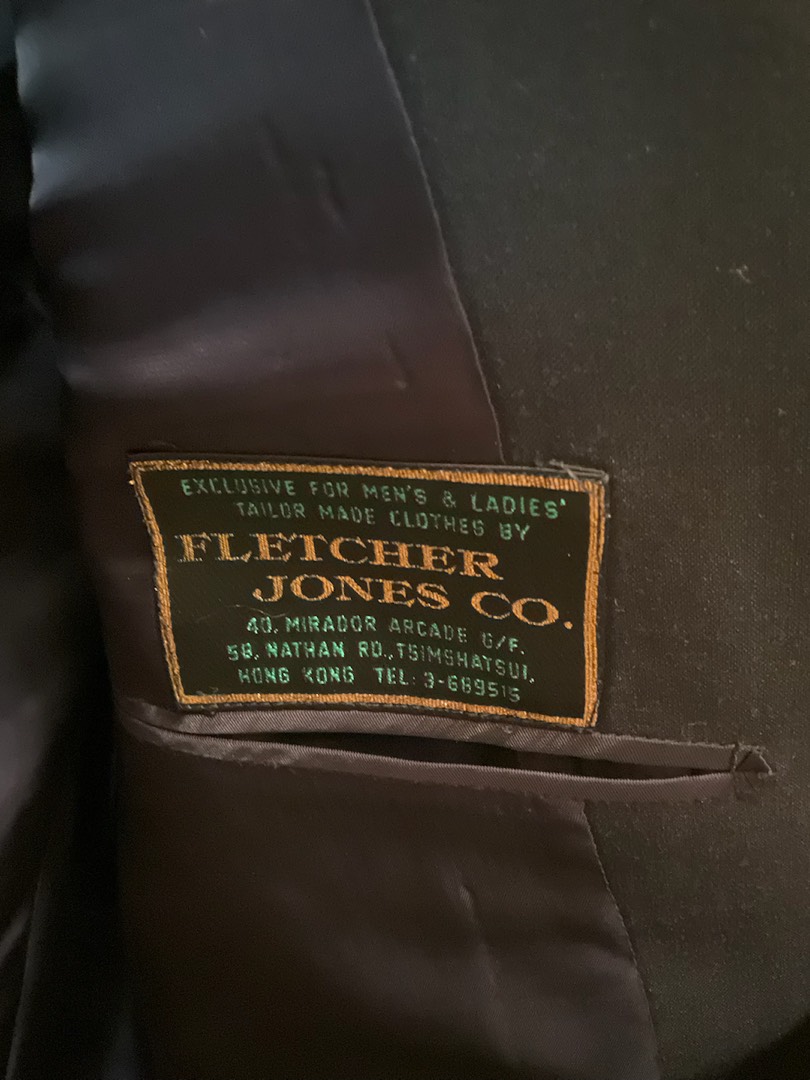 EXCLUSIVE FOR MEN'S & LADIES'
TAILOR MADE CLOTHES BY
FLETCHER
JONES CO.
40, MIRADOR ARCADE G/F.
58, NATHAN RD., TSIMSHATSUI,
HONG KONG TEL: 3-689515